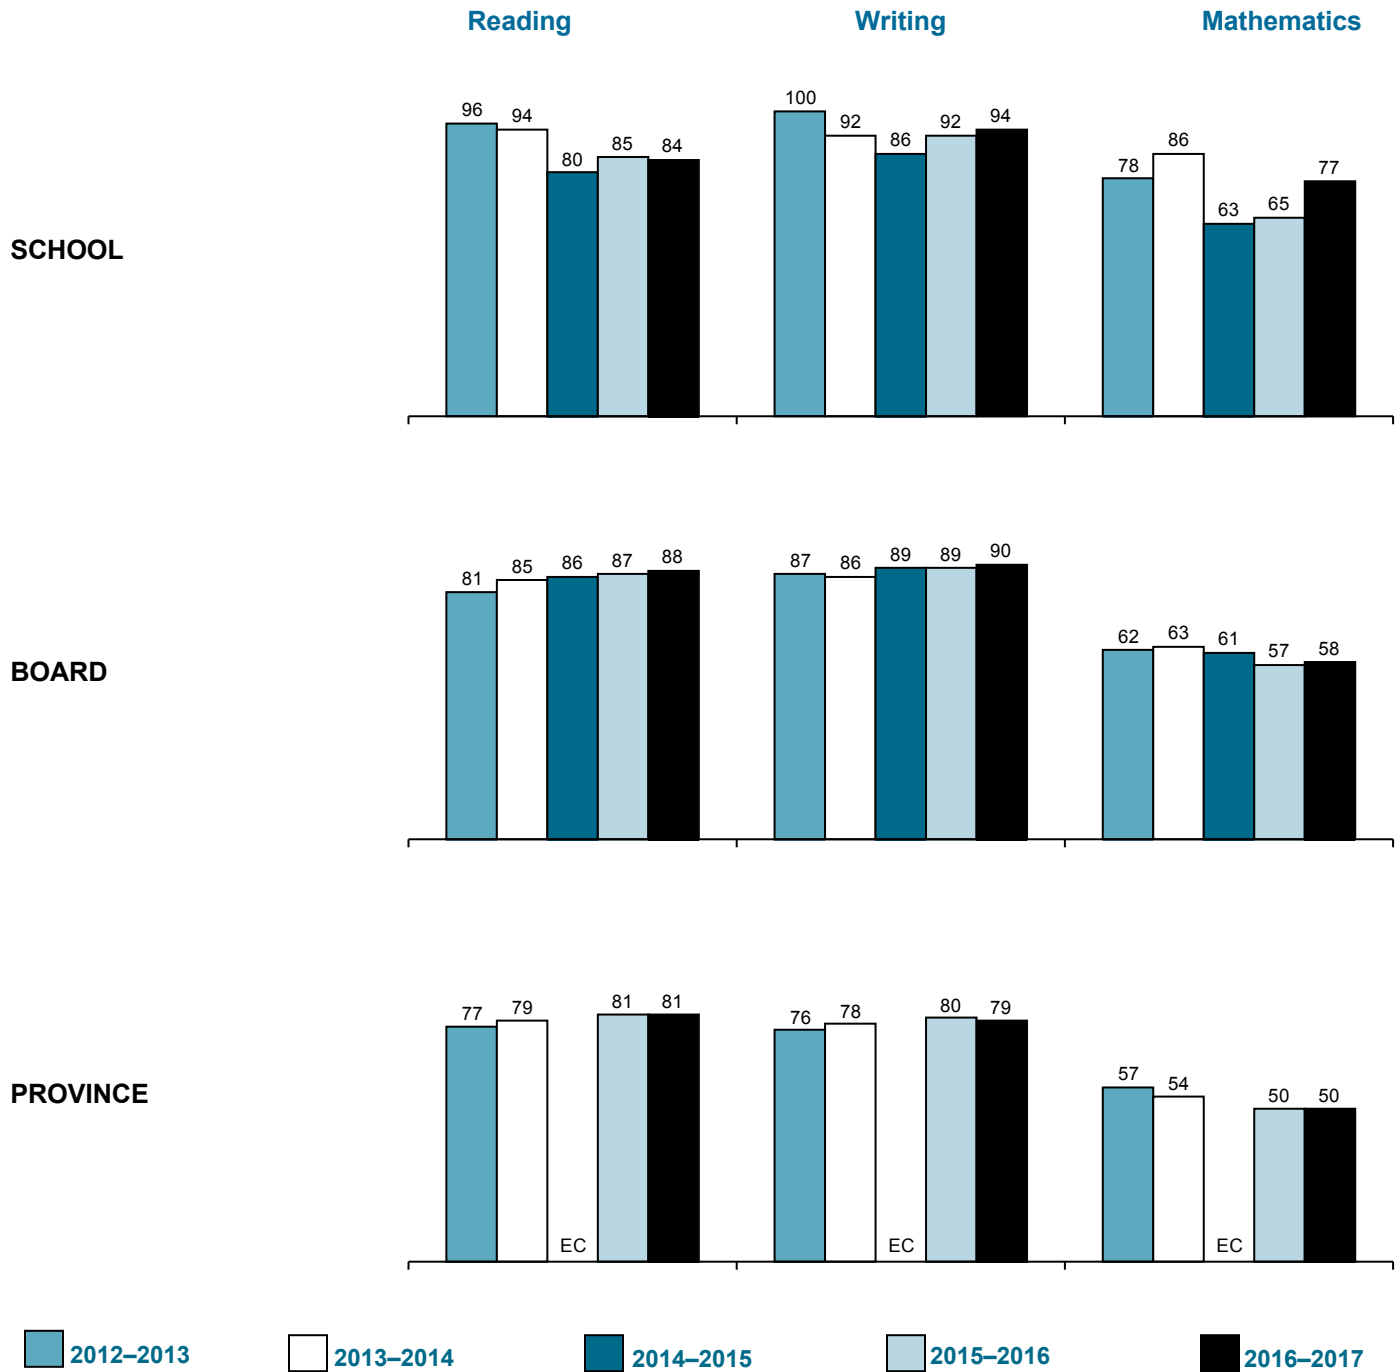 Reading Writing Mathematics
SCHOOL
96 94 80 85 84
100 92 86 92 94
78 86 63 65 77
BOARD
81 85 86 87 88
87 86 89 89 90
62 63 61 57 58
PROVINCE
77 79 EC 81 81
76 78 EC 80 79
57 54 EC 50 50
2012–2013 2013–2014 2014–2015 2015–2016 2016–2017